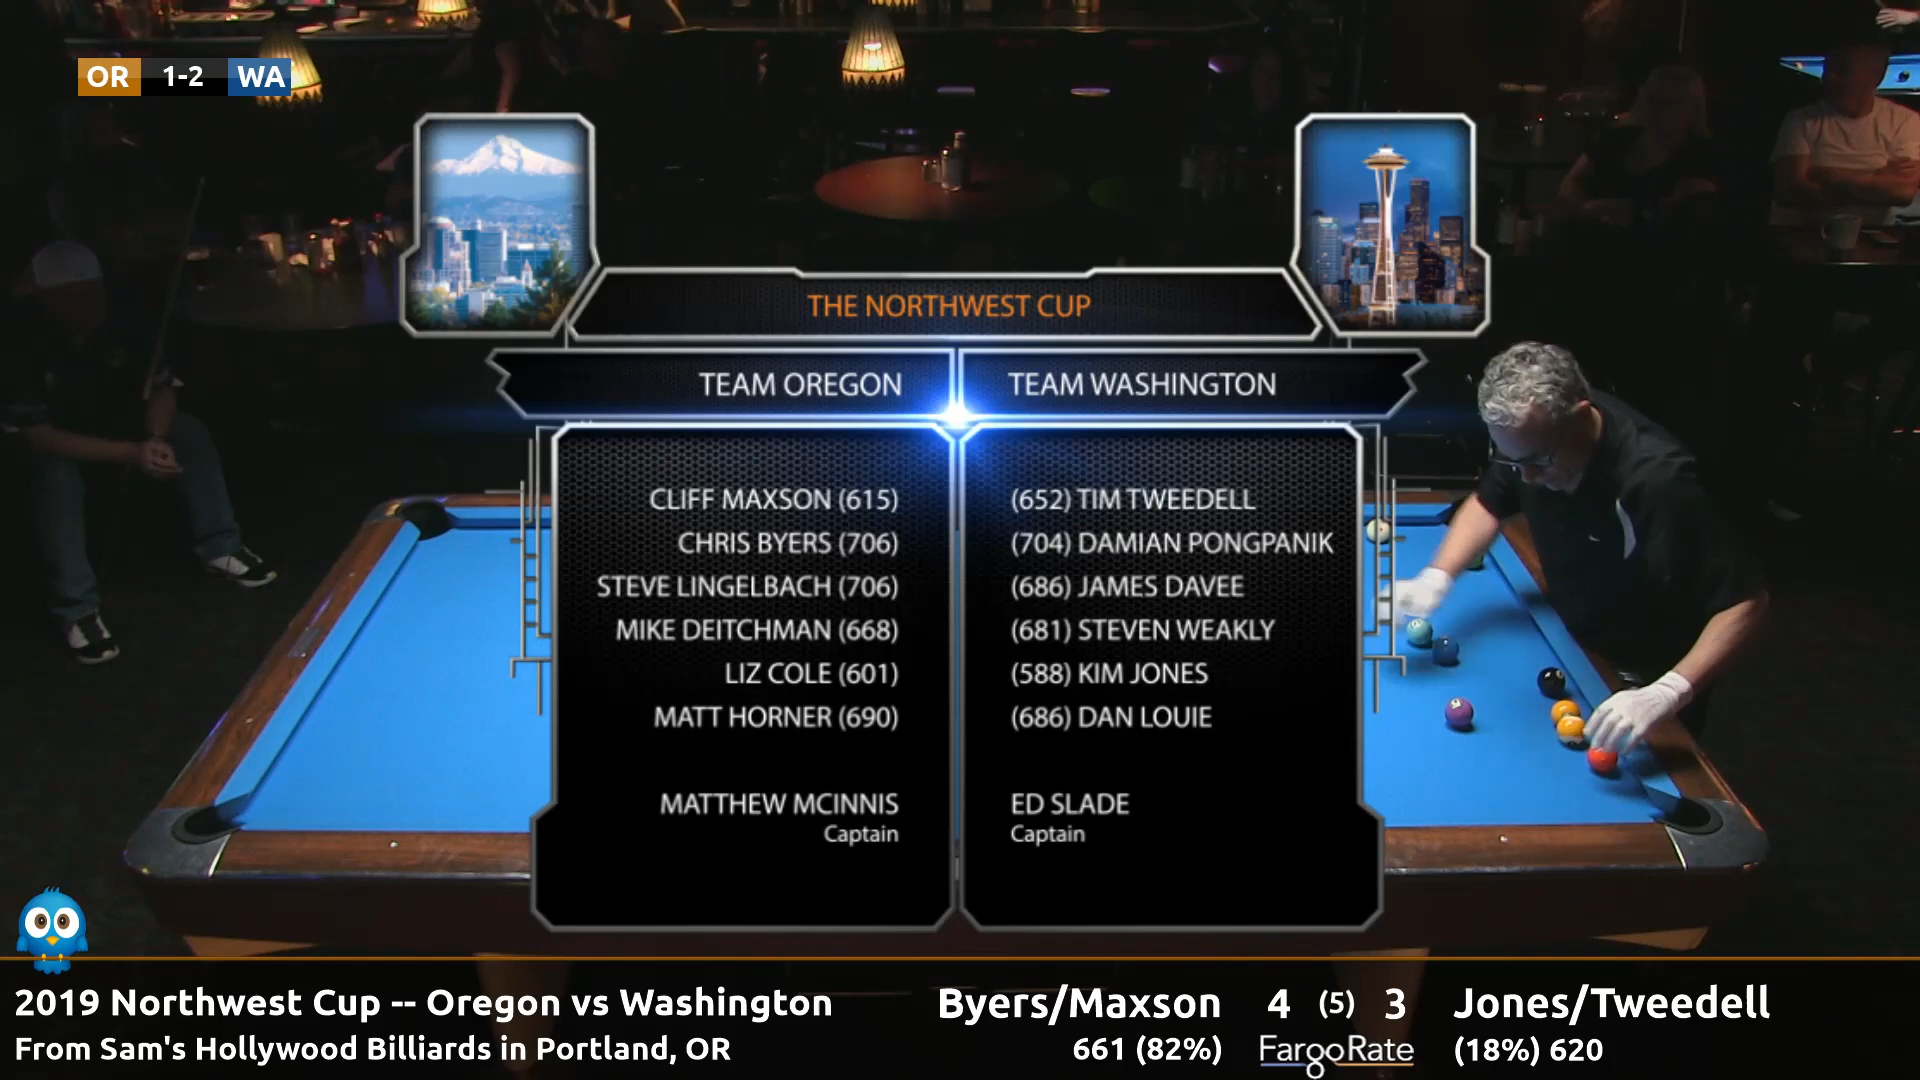 OR 1-2 WA
THE NORTHWEST CUP
TEAM OREGON TEAM WASHINGTON
CLIFF MAXSON (615) (652) TIM TWEEDELL
CHRIS BYERS (706) (704) DAMIAN PONGPANIK
STEVE LINGELBACH (706) (686) JAMES DAVEE
MIKE DEITCHMAN (668) (681) STEVEN WEAKLY
LIZ COLE (601) (588) KIM JONES
MATT HORNER (690) (686) DAN LOUIE
MATTHEW MCINNIS ED SLADE
Captain Captain
2019 Northwest Cup -- Oregon vs Washington Byers/Maxson 4 (5) 3 Jones/Tweedell
From Sam's Hollywood Billiards in Portland, OR 661 (82%) FargoRate (18%) 620